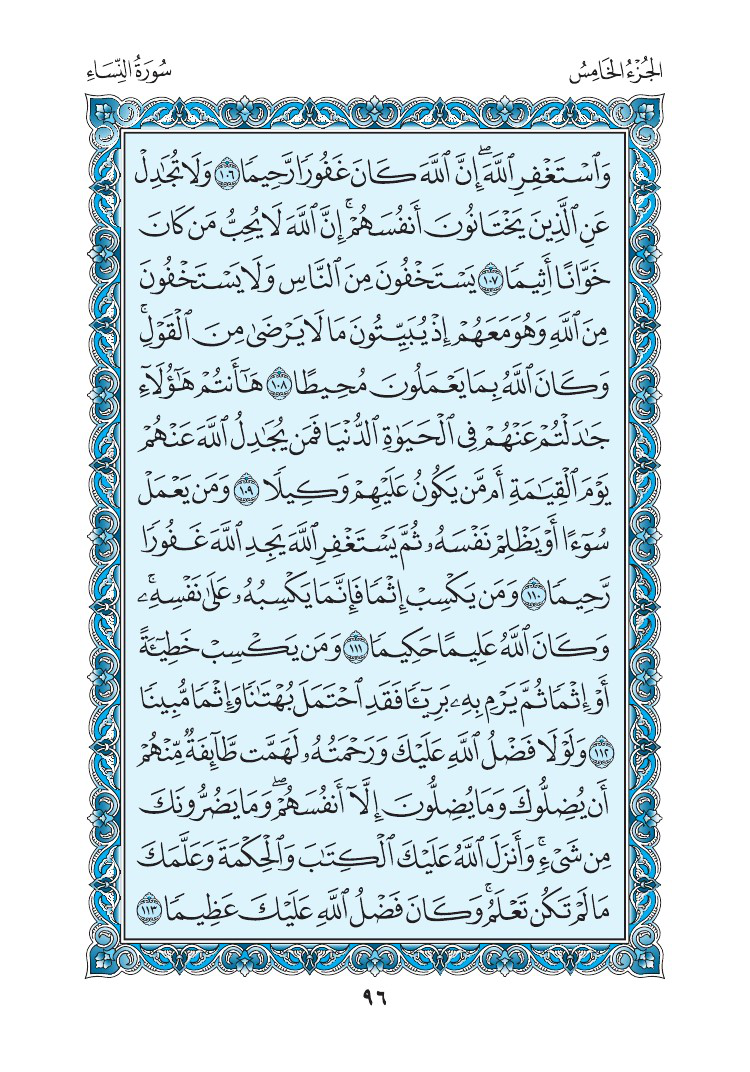 الجُزْءُ الخَامِسُ
سُورَةُ النِّسَاءِ
وَٱسْتَغْفِرِ ٱللَّهَۖ إِنَّ ٱللَّهَ كَانَ غَفُورٗا رَّحِيمٗا ١٠٦ وَلَا تُجَٰدِلۡ
عَنِ ٱلَّذِينَ يَخۡتَانُونَ أَنفُسَهُمۡۚ إِنَّ ٱللَّهَ لَا يُحِبُّ مَن كَانَ
خَوَّانًا أَثِيمٗا ١٠٧ يَسۡتَخۡفُونَ مِنَ ٱلنَّاسِ وَلَا يَسۡتَخۡفُونَ
مِنَ ٱللَّهِ وَهُوَ مَعَهُمۡ إِذۡ يُبَيِّتُونَ مَا لَا يَرۡضَىٰ مِنَ ٱلۡقَوۡلِۚ
وَكَانَ ٱللَّهُ بِمَا يَعۡمَلُونَ مُحِيطًا ١٠٨ هَٰٓأَنتُمۡ هَٰٓؤُلَآءِ
جَٰدَلۡتُمۡ عَنۡهُمۡ فِي ٱلۡحَيَوٰةِ ٱلدُّنۡيَا فَمَن يُجَٰدِلُ ٱللَّهَ عَنۡهُمۡ
يَوۡمَ ٱلۡقِيَٰمَةِ أَم مَّن يَكُونُ عَلَيۡهِمۡ وَكِيلٗا ١٠٩ وَمَن يَعۡمَلۡ
سُوٓءًا أَوۡ يَظۡلِمۡ نَفۡسَهُۥ ثُمَّ يَسۡتَغۡفِرِ ٱللَّهَ يَجِدِ ٱللَّهَ غَفُورٗا
رَّحِيمٗا ١١٠ وَمَن يَكۡسِبۡ إِثۡمٗا فَإِنَّمَا يَكۡسِبُهُۥ عَلَىٰ نَفۡسِهِۦۚ
وَكَانَ ٱللَّهُ عَلِيمًا حَكِيمٗا ١١١ وَمَن يَكۡسِبۡ خَطِيٓـَٔةً
أَوۡ إِثۡمٗا ثُمَّ يَرۡمِ بِهِۦ بَرِيٓـٔٗا فَقَدِ ٱحۡتَمَلَ بُهۡتَٰنٗا وَإِثۡمٗا مُّبِينٗا
١١٢ وَلَوۡلَا فَضۡلُ ٱللَّهِ عَلَيۡكَ وَرَحۡمَتُهُۥ لَهَمَّت طَّآئِفَةٞ مِّنۡهُمۡ
أَن يُضِلُّوكَ وَمَا يُضِلُّونَ إِلَّآ أَنفُسَهُمۡۖ وَمَا يَضُرُّونَكَ
مِن شَيۡءٖۚ وَأَنزَلَ ٱللَّهُ عَلَيۡكَ ٱلۡكِتَٰبَ وَٱلۡحِكۡمَةَ وَعَلَّمَكَ
مَا لَمۡ تَكُن تَعۡلَمُۚ وَكَانَ فَضۡلُ ٱللَّهِ عَلَيۡكَ عَظِيمٗا ١١٣
٩٦